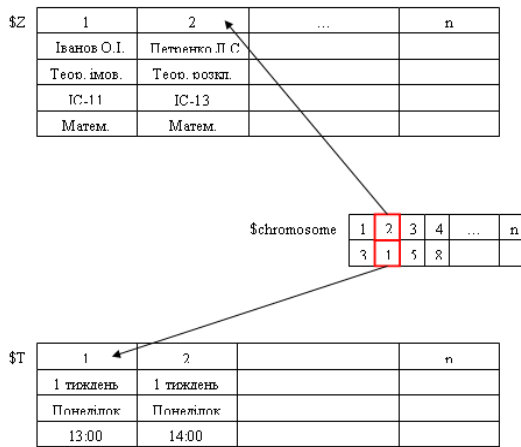 $Z 1 2 ... n
Іванов О.І. Петренко Л.С
Теор. імов. Теор. розкл.
ІС-11 ІС-13
Матем. Матем.
$chromosome 1 2 3 4 ... n
3 1 5 8
$T 1 2 n
1 тиждень 1 тиждень
Понеділок Понеділок
13:00 14:00